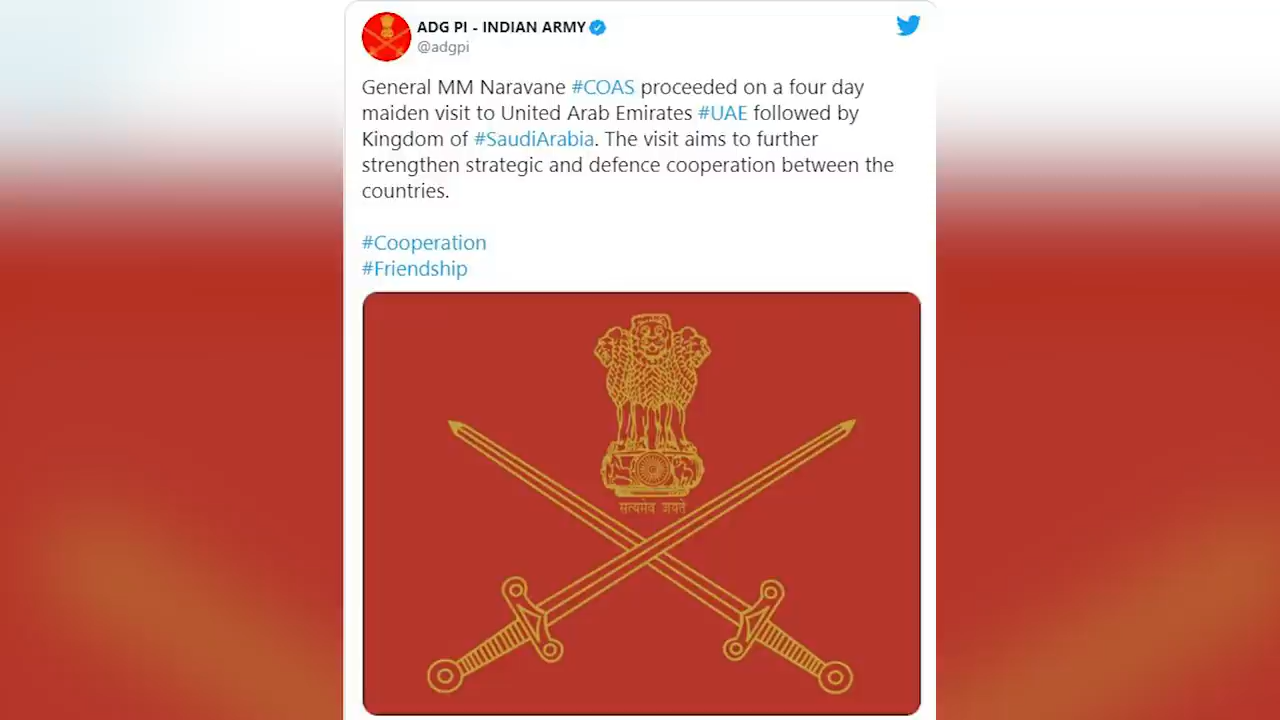 ADG PI - INDIAN ARMY
@adgpi
General MM Naravane #COAS proceeded on a four day
maiden visit to United Arab Emirates #UAE followed by
Kingdom of #SaudiArabia. The visit aims to further
strengthen strategic and defence cooperation between the
countries.
#Cooperation
#Friendship
सत्यमेव जयते